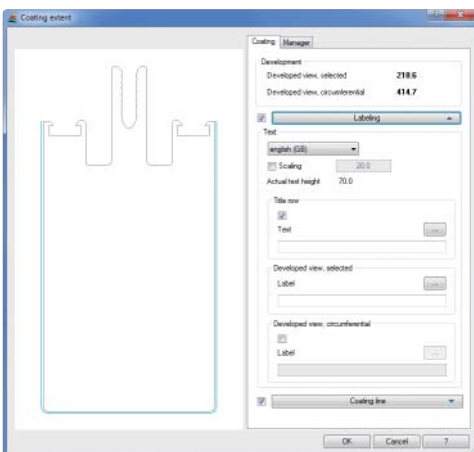 Coating extent
Coating Manager
Development
Developed view, selected 218.6
Developed view, circumferential 414.7
Labeling
Text
english (GB)
Scaling 20.0
Actual text height 70.0
Title row
Text ...
Developed view, selected
Label ...
Developed view, circumferential
Label ...
Coating line
OK Cancel ?